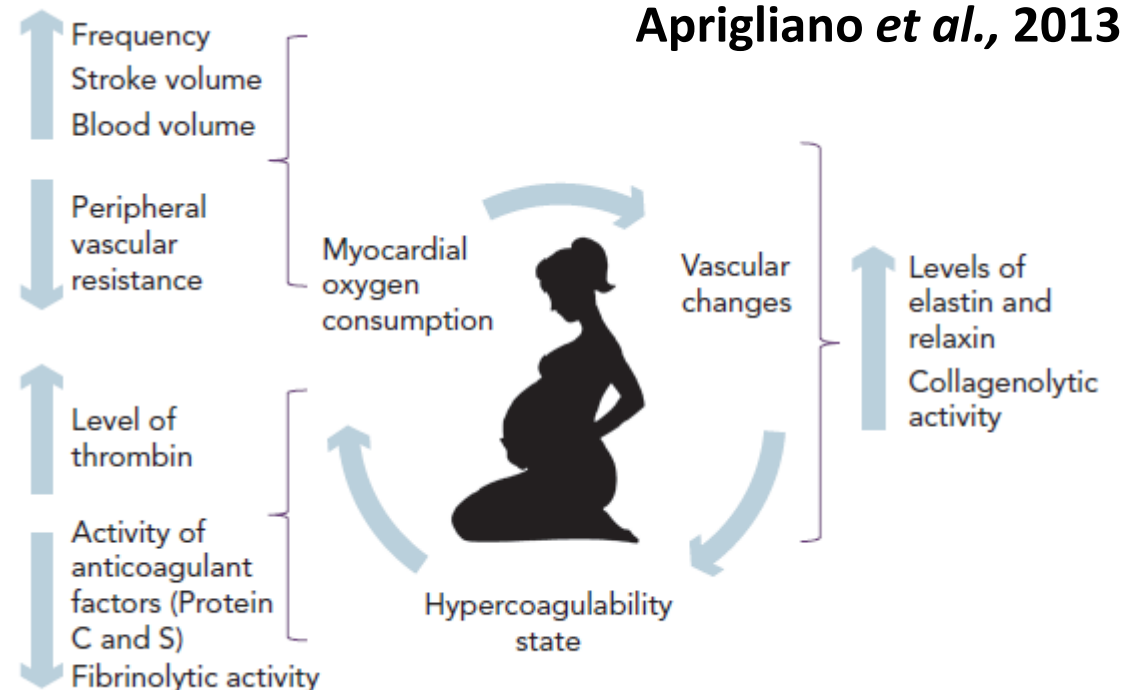 Aprigliano et al., 2013
Frequency
Stroke volume
Blood volume
Peripheral
vascular
resistance
Myocardial
oxygen
consumption
Vascular
changes
Levels of
elastin and
relaxin
Collagenolytic
activity
Level of
thrombin
Activity of
anticoagulant
factors (Protein
C and S)
Fibrinolytic activity
Hypercoagulability
state